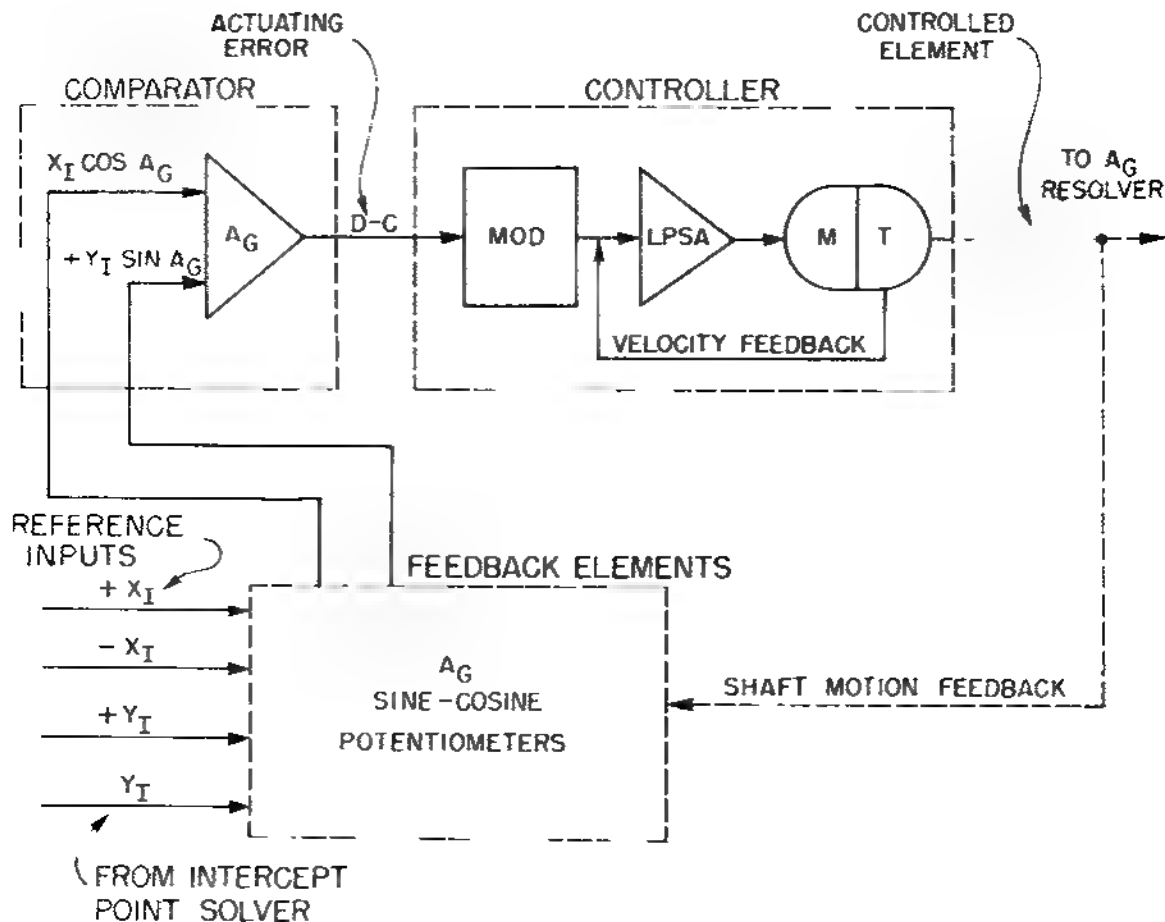 ACTUATING
ERROR
CONTROLLED
ELEMENT
COMPARATOR
CONTROLLER
X_I COS A_G
+Y_I SIN A_G
A_G
D-C
MOD
LPSA
M
T
TO A_G
RESOLVER
VELOCITY FEEDBACK
REFERENCE
INPUTS
FEEDBACK ELEMENTS
+ X_I
- X_I
+ Y_I
Y_I
A_G
SINE-COSINE
POTENTIOMETERS
SHAFT MOTION FEEDBACK
FROM INTERCEPT
POINT SOLVER